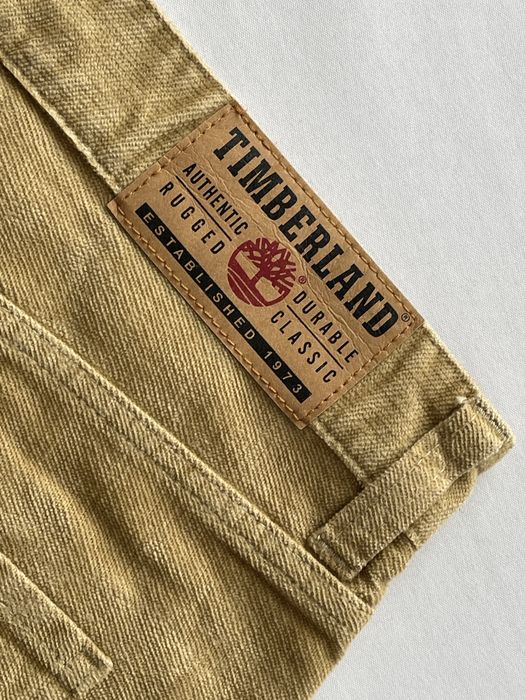 TIMBERLAND®
AUTHENTIC
RUGGED
®
DURABLE
CLASSIC
ESTABLISHED 1973